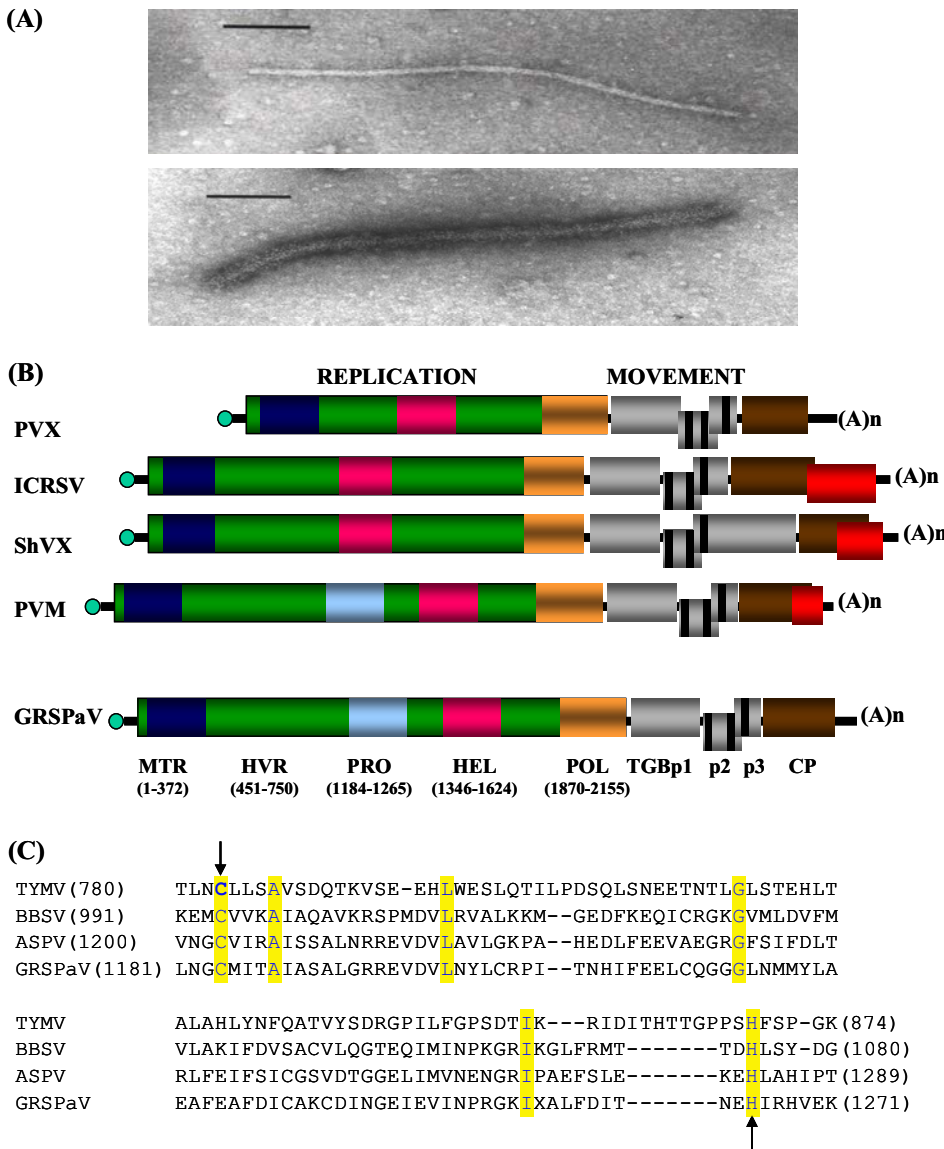 (A)
(B)
REPLICATION MOVEMENT
PVX (A)n
ICRSV (A)n
ShVX (A)n
PVM (A)n
GRSPaV (A)n
MTR HVR PRO HEL POL TGBp1 p2 p3 CP
(1-372) (451-750) (1184-1265) (1346-1624) (1870-2155)
(C)
TYMV(780) TLNCLLSAVSDQTKVSE-EHLWESLQTILPDSQLSNEETNTLGLSTEHLT
BBSV(991) KEMCVVKAIAQAVKRSPMDVLRVALKKM--GEDFKEQICRGKGVMLDVFM
ASPV(1200) VNGCVIRAISSALNRREVDVLAVLGKPA--HEDLFEEVAEGRGFSIFDLT
GRSPaV(1181) LNGCMITAIASALGRREVDVLNYLCRPI--TNHIFEELCQGGGLNMMYLA
TYMV ALAHLYNFQATVYSDRGPILFGPSDTIK---RIDITHTTGPPSHFSP-GK(874)
BBSV VLAKIFDVSACVLQGTEQIMINPKGRIKGLFRMT-------TDHLSY-DG(1080)
ASPV RLFEIFSICGSVDTGGELIMVNENGRIPAEFSLE-------KEHLAHIPT(1289)
GRSPaV EAFEAFDICAKCDINGEIEVINPRGKIXALFDIT-------NEHIRHVEK(1271)